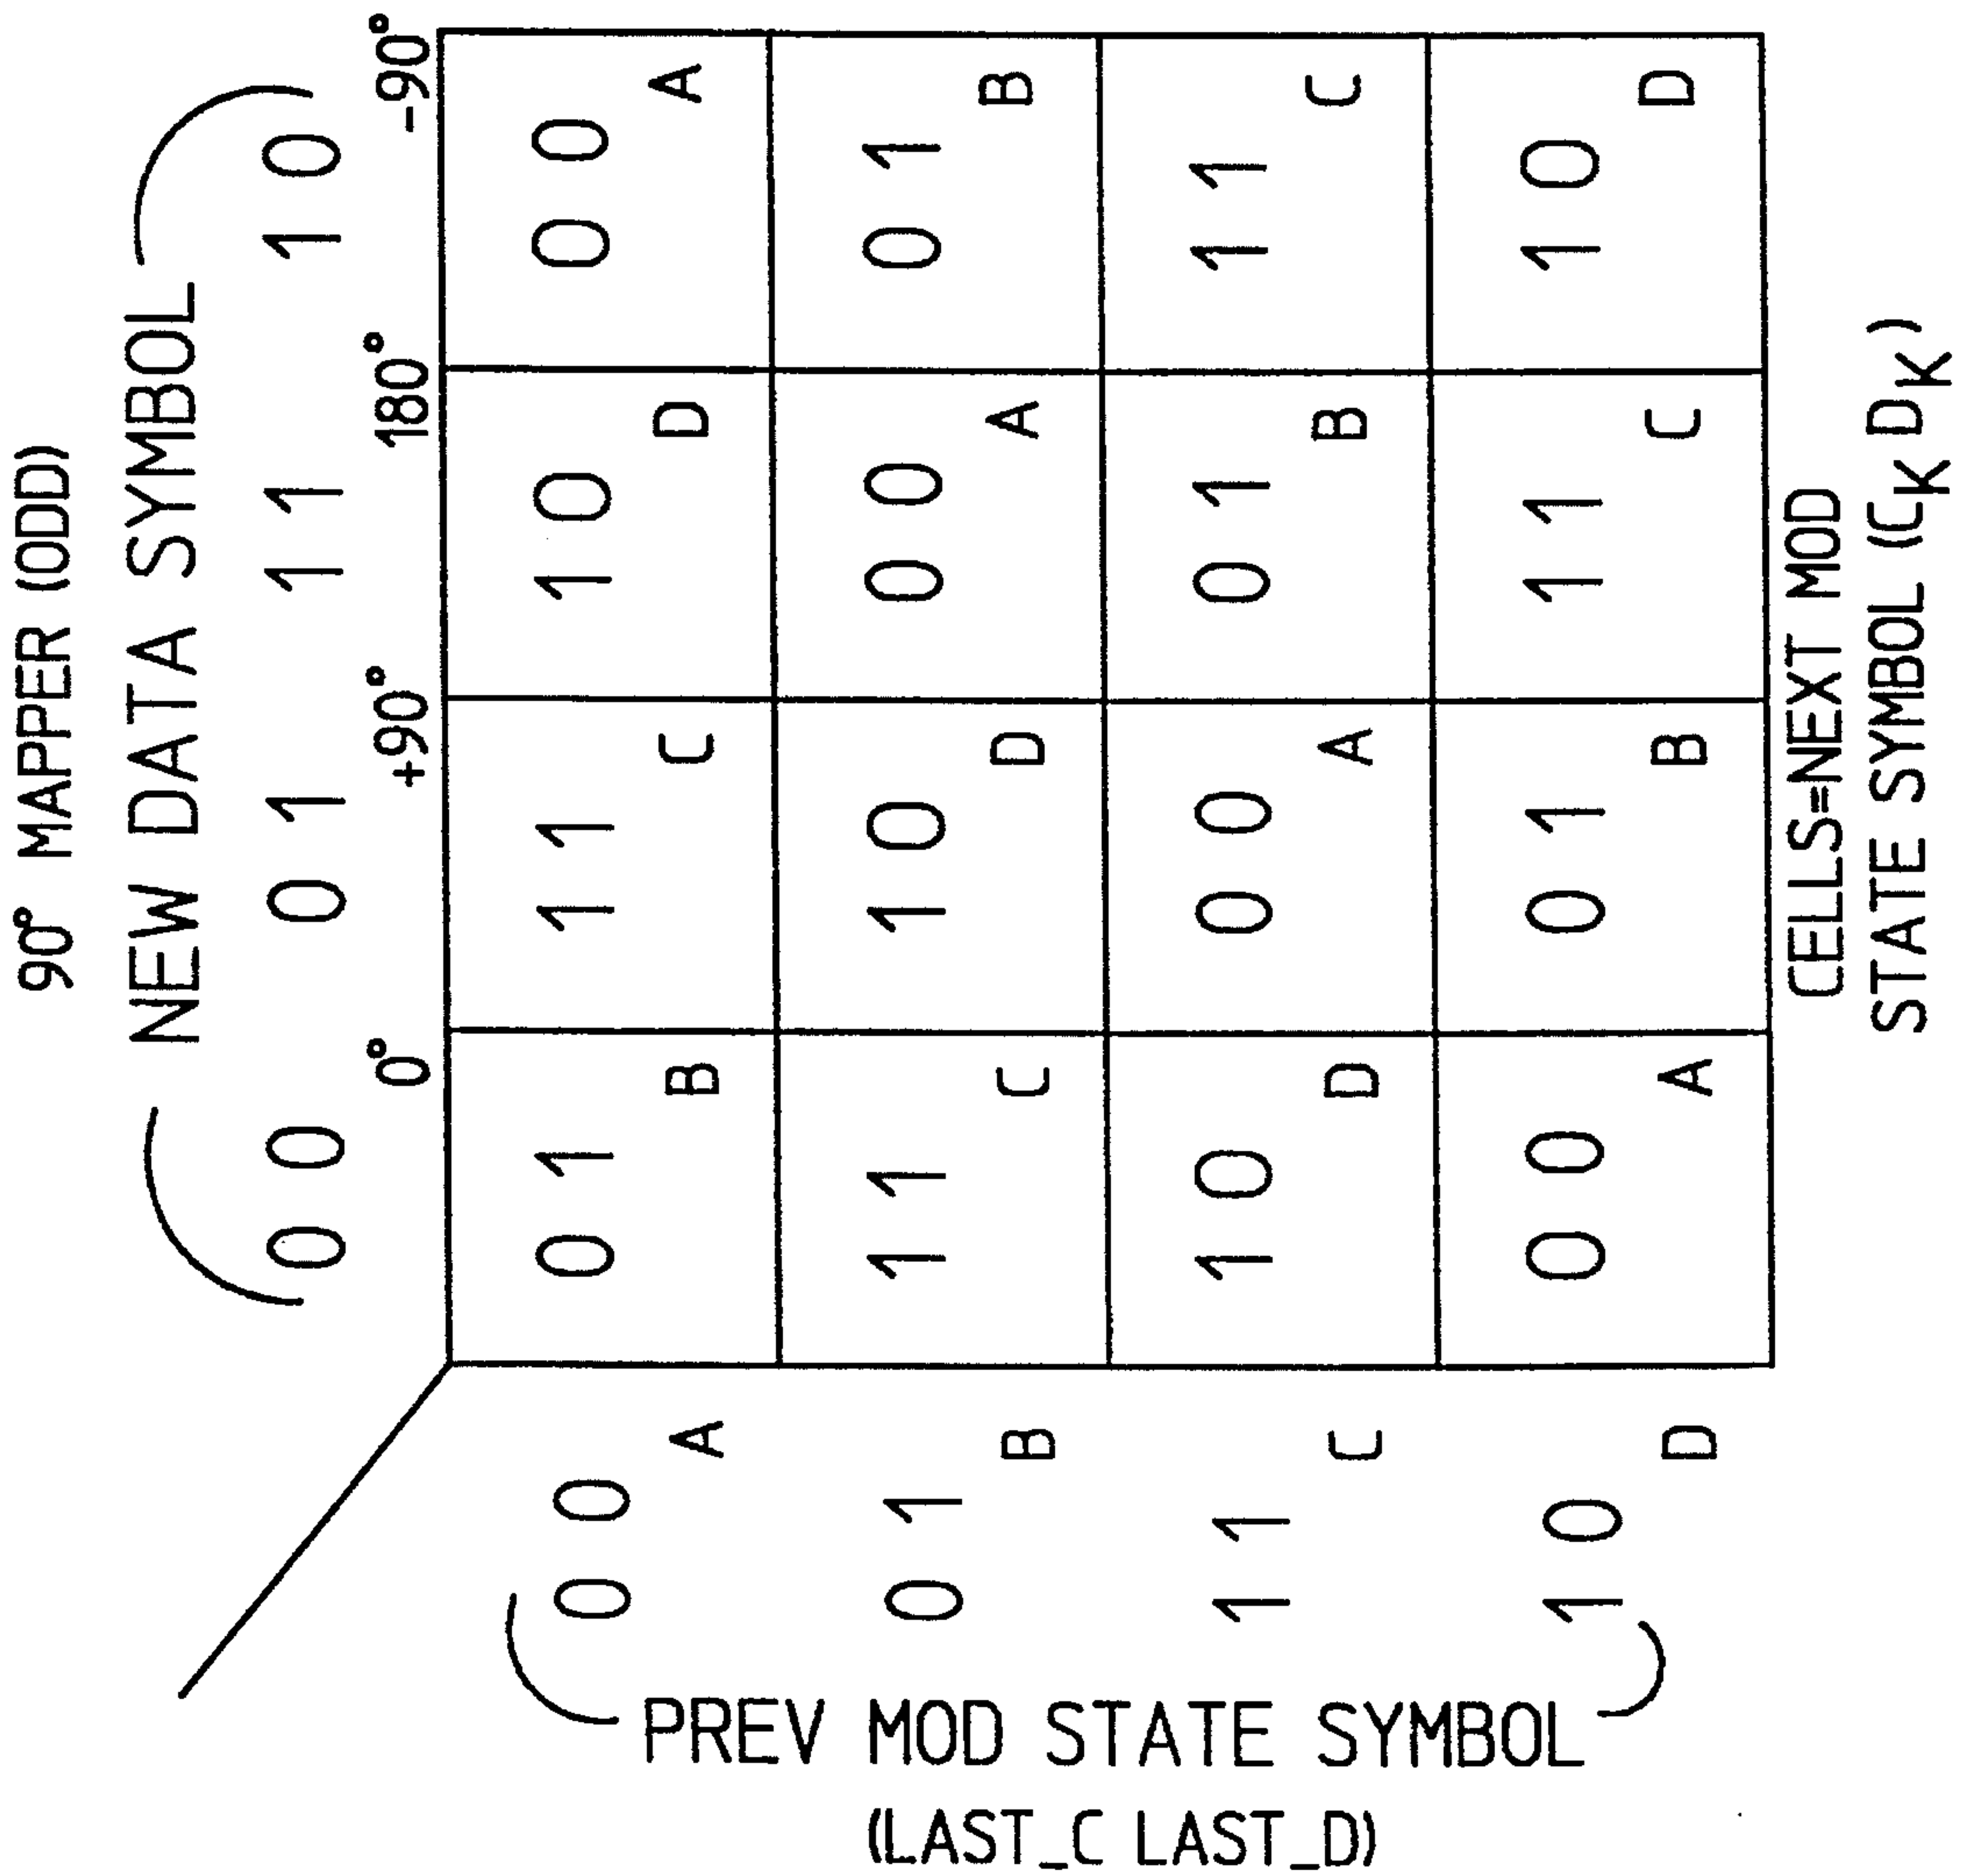 90° MAPPER (ODD)
NEW DATA SYMBOL
0 0 0 1 1 1 1 0
0° +90° 180° -90°
PREV MOD STATE SYMBOL
(LAST_C LAST_D)
0 0 0 1 1 1 1 0 0 0
A B C D A
0 1 1 1 1 0 0 0 0 1
B C D A B
1 1 1 0 0 0 0 1 1 1
C D A B C
1 0 0 0 0 1 1 1 1 0
D A B C D
CELLS=NEXT MOD
STATE SYMBOL (CK DK)